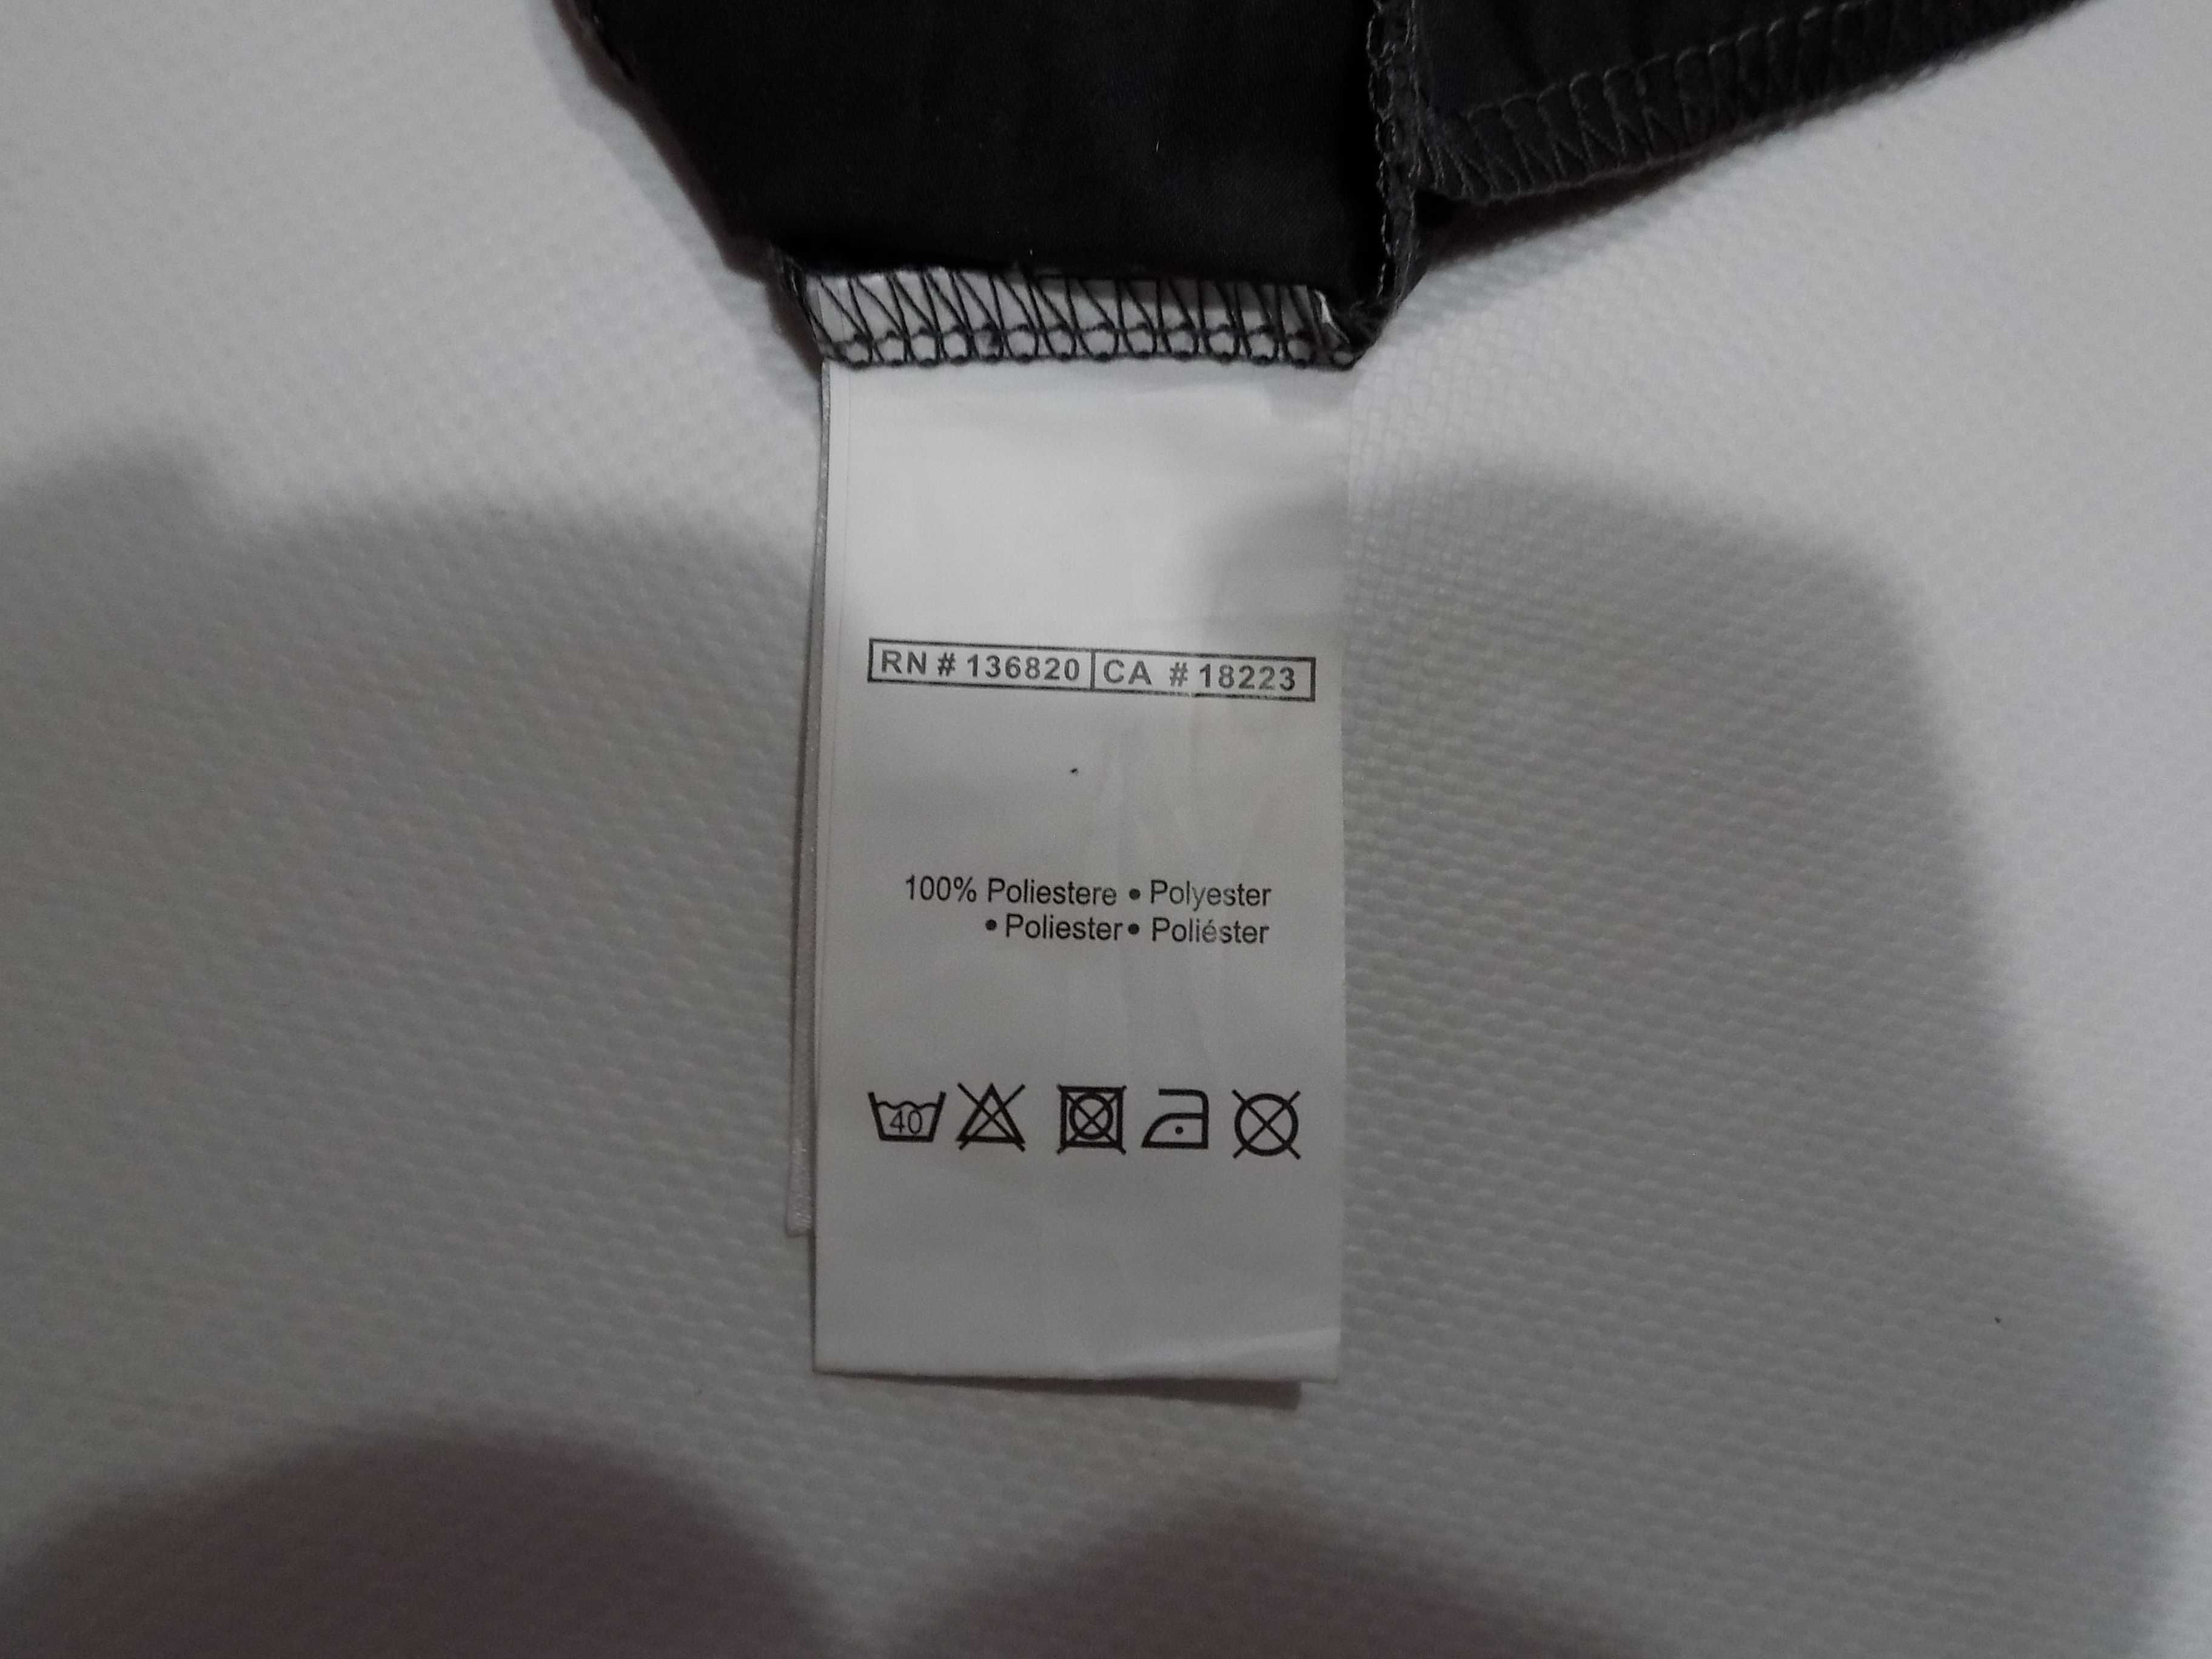 RN # 136820 CA # 18223
100% Poliestere • Polyester
• Poliester • Poliéster
40